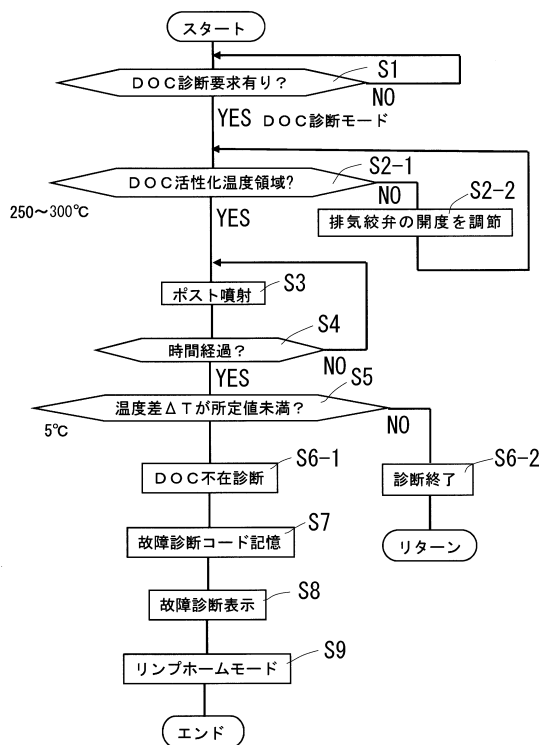 スタート
DOC診断要求有り?
S1
NO
YES DOC診断モード
DOC活性化温度領域?
S2-1
NO
S2-2
250～300℃
YES
排気絞弁の開度を調節
ポスト噴射
S3
時間経過?
S4
NO
YES
温度差ΔTが所定値未満?
S5
NO
5℃
DOC不在診断
S6-1
診断終了
S6-2
故障診断コード記憶
S7
リターン
故障診断表示
S8
リンプホームモード
S9
エンド